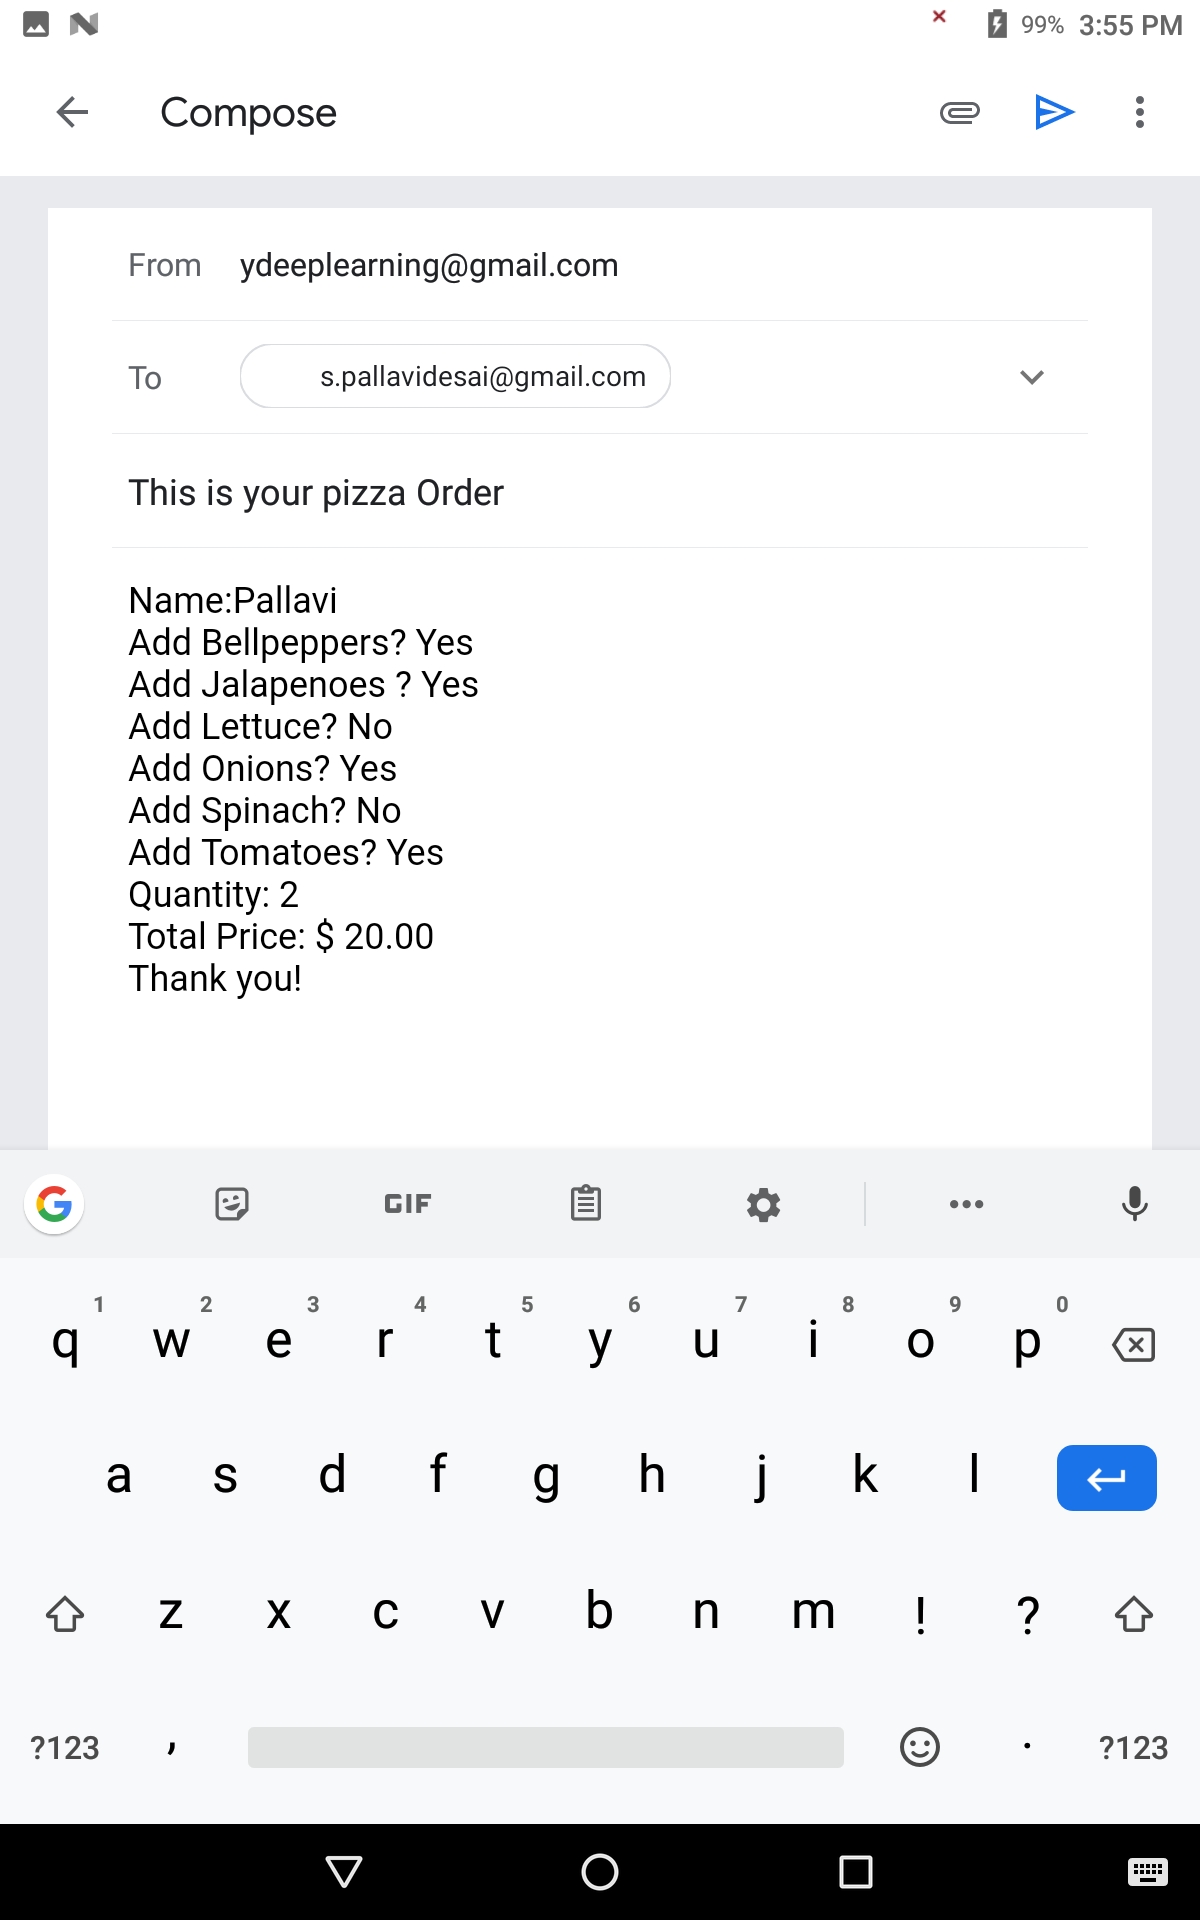 99% 3:55 PM
Compose
From ydeeplearning@gmail.com
To s.pallavidesai@gmail.com
This is your pizza Order
Name:Pallavi
Add Bellpeppers? Yes
Add Jalapenoes ? Yes
Add Lettuce? No
Add Onions? Yes
Add Spinach? No
Add Tomatoes? Yes
Quantity: 2
Total Price: $ 20.00
Thank you!
GIF
1 2 3 4 5 6 7 8 9 0
q w e r t y u i o p
a s d f g h j k l
z x c v b n m ! ?
?123 , . ?123